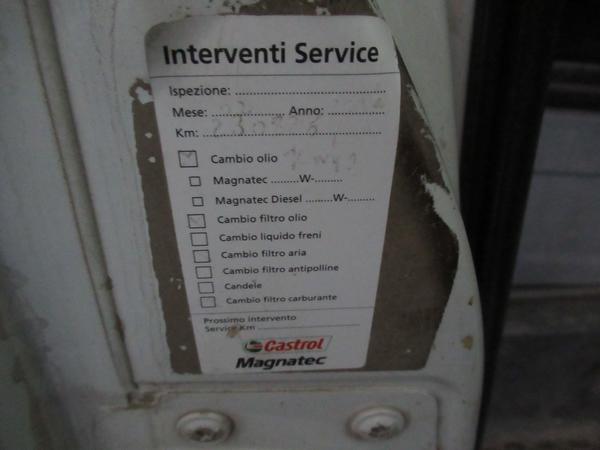 Interventi Service
Ispezione: ..............................
Mese: ............... Anno: ...............
Km: ..............................
Cambio olio
Magnatec .........W-.........
Magnatec Diesel .........W-.........
Cambio filtro olio
Cambio liquido freni
Cambio filtro aria
Cambio filtro antipolline
Candele
Cambio filtro carburante
Prossimo intervento
Service Km ..............................
Castrol
Magnatec